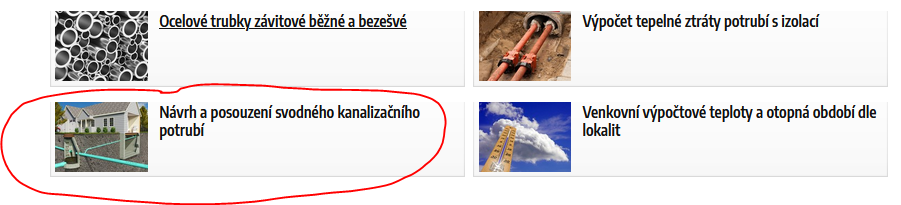 Ocelové trubky závitové běžné a bezešvé
Výpočet tepelné ztráty potrubí s izolací
Návrh a posouzení svodného kanalizačního
potrubí
Venkovní výpočtové teploty a otopná období dle
lokalit